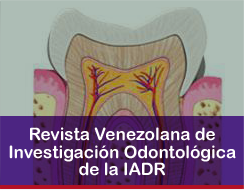 Revista Venezolana de
Investigación Odontológica
de la IADR